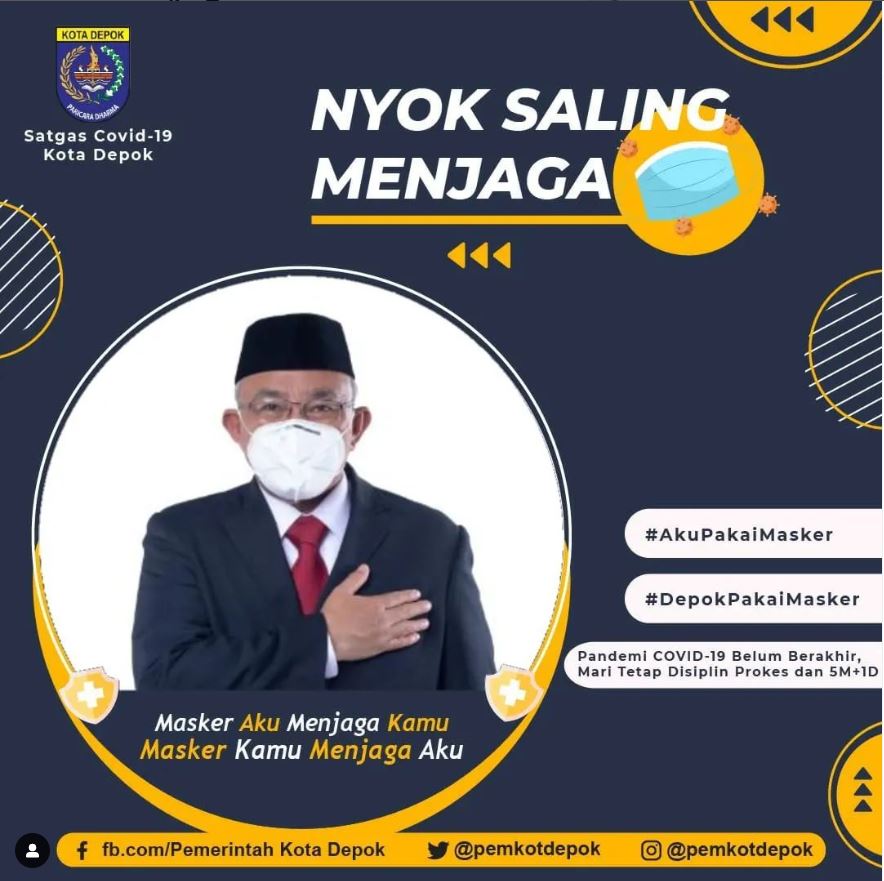 KOTA DEPOK
PARICARA DHARMA
Satgas Covid-19
Kota Depok
NYOK SALING
MENJAGA
#AkuPakaiMasker
#DepokPakaiMasker
Pandemi COVID-19 Belum Berakhir,
Mari Tetap Disiplin Prokes dan 5M+1D
Masker Aku Menjaga Kamu
Masker Kamu Menjaga Aku
fb.com/Pemerintah Kota Depok
@pemkotdepok
@pemkotdepok